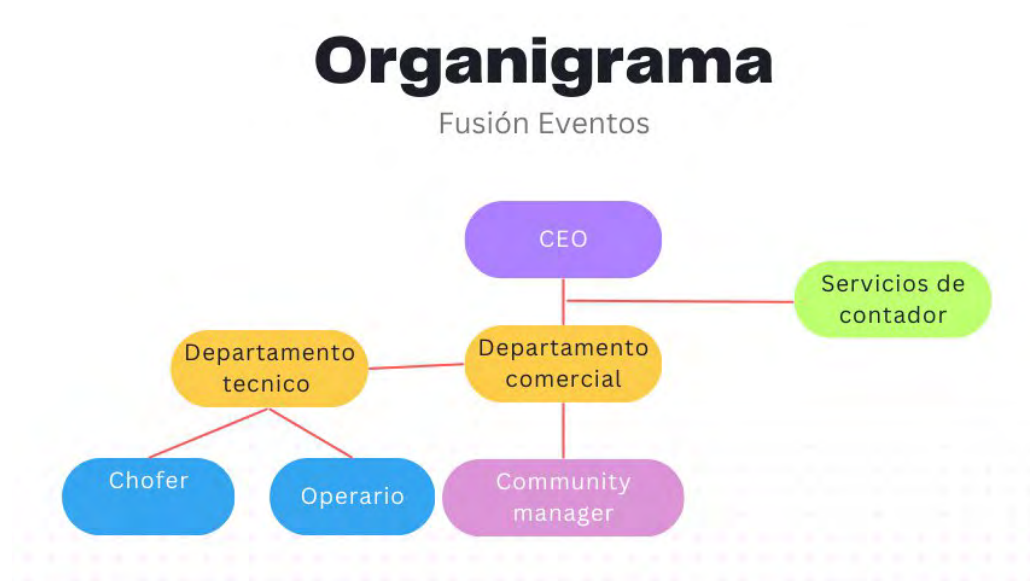 Organigrama
Fusión Eventos
CEO
Servicios de
contador
Departamento
tecnico
Departamento
comercial
Chofer
Operario
Community
manager